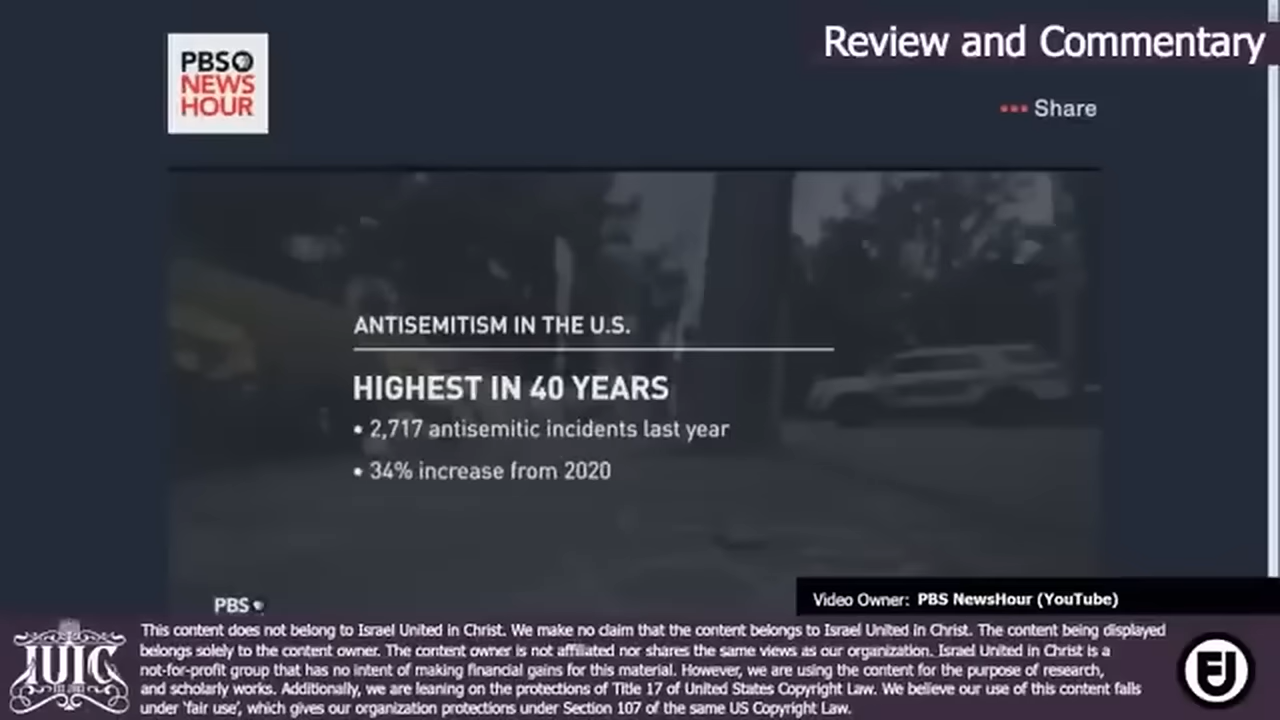 Review and Commentary
PBS
NEWS
HOUR
Share
ANTISEMITISM IN THE U.S.
HIGHEST IN 40 YEARS
• 2,717 antisemitic incidents last year
• 34% increase from 2020
PBS
Video Owner: PBS NewsHour (YouTube)
This content does not belong to Israel United in Christ. We make no claim that the content belongs to Israel United in Christ. The content being displayed
belongs solely to the content owner. The content owner is not affiliated nor shares the same views as our organization. Israel United in Christ is a
not-for-profit group that has no intent of making financial gains for this material. However, we are using the content for the purpose of research,
and scholarly works. Additionally, we are leaning on the protections of Title 17 of United States Copyright Law. We believe our use of this content falls
under 'fair use', which gives our organization protections under Section 107 of the same US Copyright Law.
IUIC